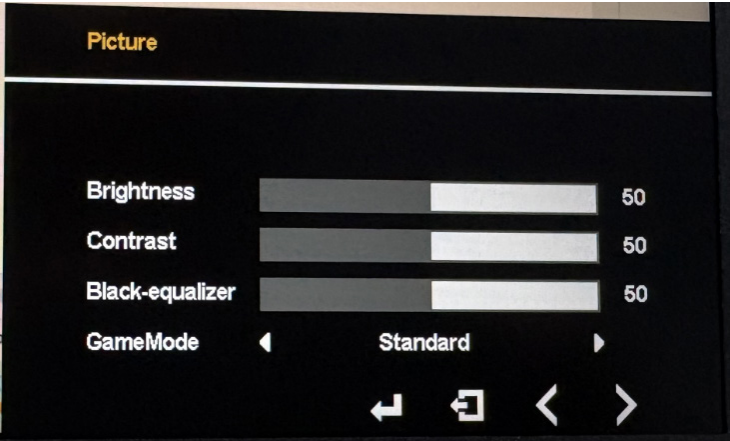 Picture
Brightness 50
Contrast 50
Black-equalizer 50
GameMode Standard